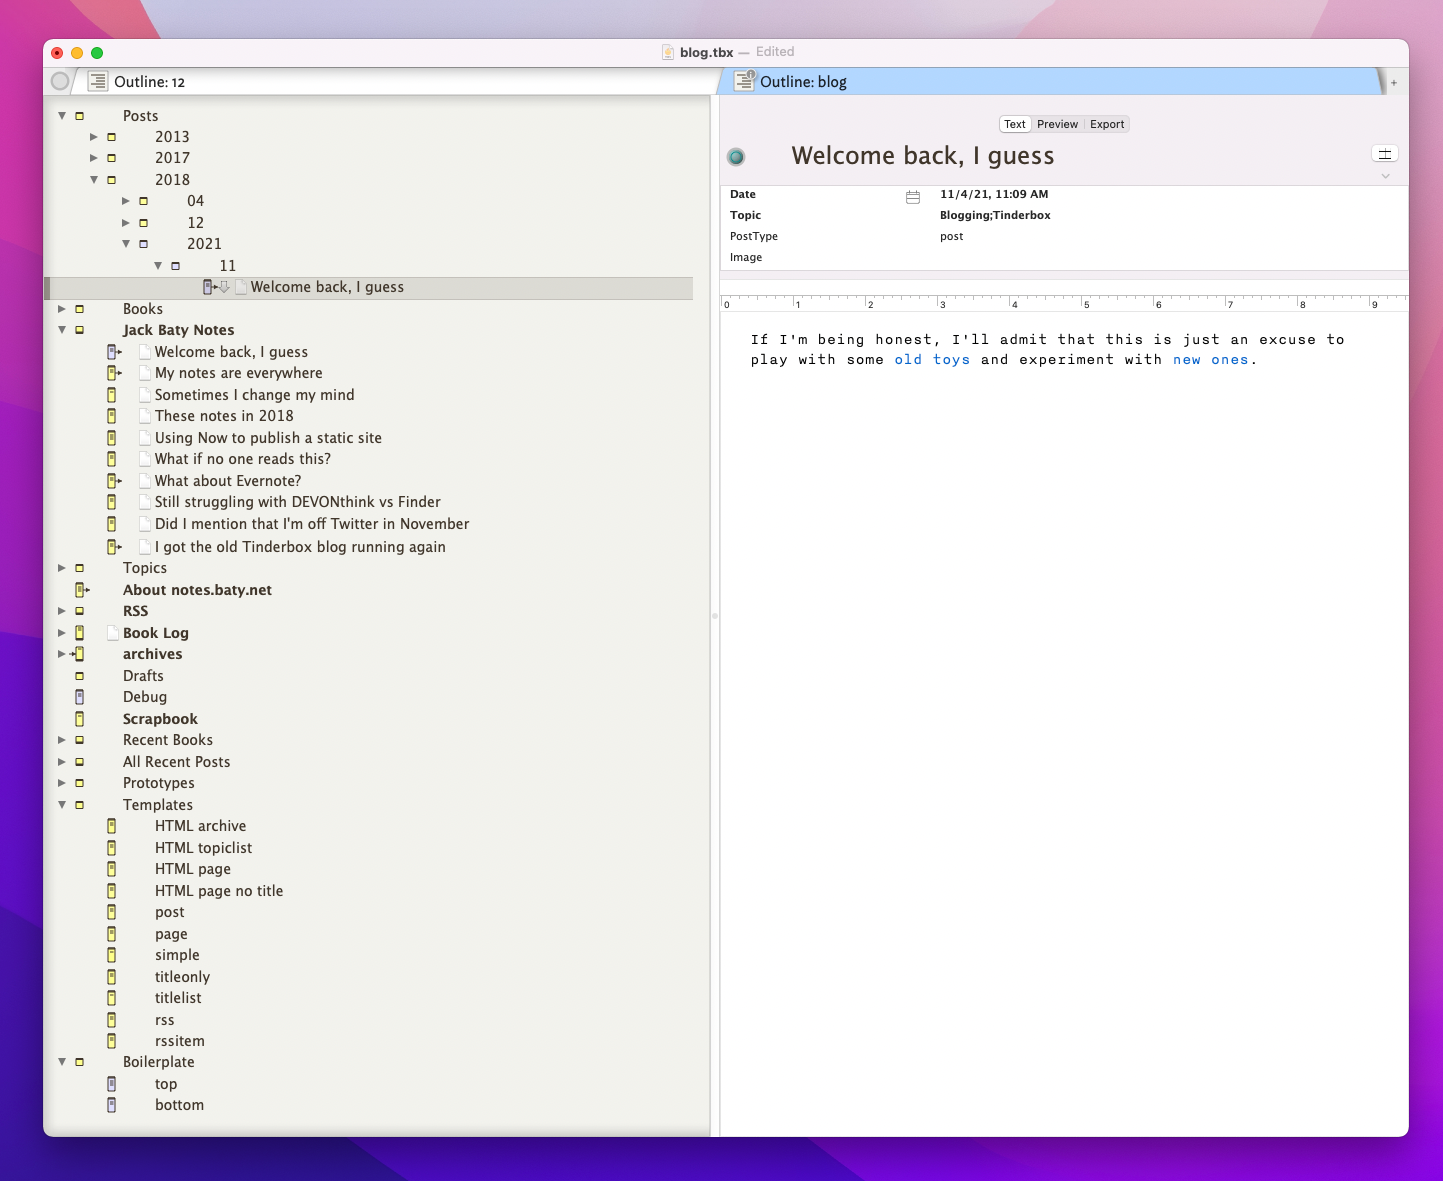 blog.tbx — Edited
Outline: 12
Outline: blog
+
Posts
2013
2017
2018
04
12
2021
11
Welcome back, I guess
Books
Jack Baty Notes
Welcome back, I guess
My notes are everywhere
Sometimes I change my mind
These notes in 2018
Using Now to publish a static site
What if no one reads this?
What about Evernote?
Still struggling with DEVONthink vs Finder
Did I mention that I'm off Twitter in November
I got the old Tinderbox blog running again
Topics
About notes.baty.net
RSS
Book Log
archives
Drafts
Debug
Scrapbook
Recent Books
All Recent Posts
Prototypes
Templates
HTML archive
HTML topiclist
HTML page
HTML page no title
post
page
simple
titleonly
titlelist
rss
rssitem
Boilerplate
top
bottom
Text Preview Export
Welcome back, I guess
Date 11/4/21, 11:09 AM
Topic Blogging;Tinderbox
PostType post
Image
0 1 2 3 4 5 6 7 8 9
If I'm being honest, I'll admit that this is just an excuse to
play with some old toys and experiment with new ones.